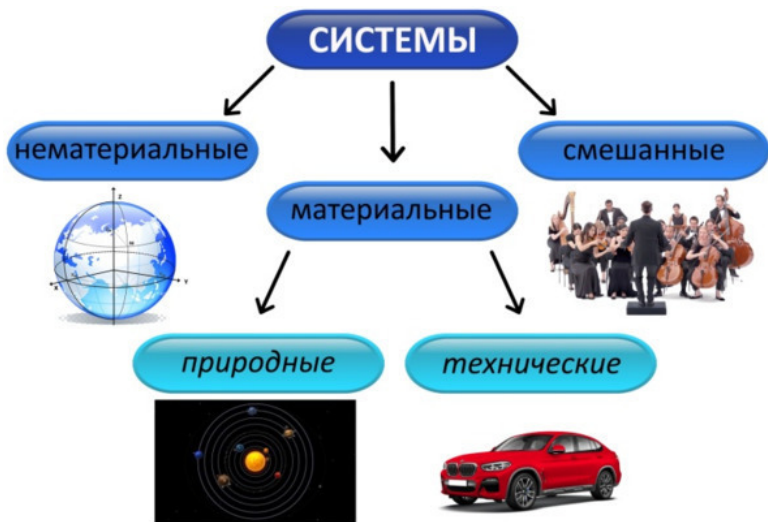 СИСТЕМЫ
нематериальные
смешанные
материальные
природные
технические
Z
X
Y